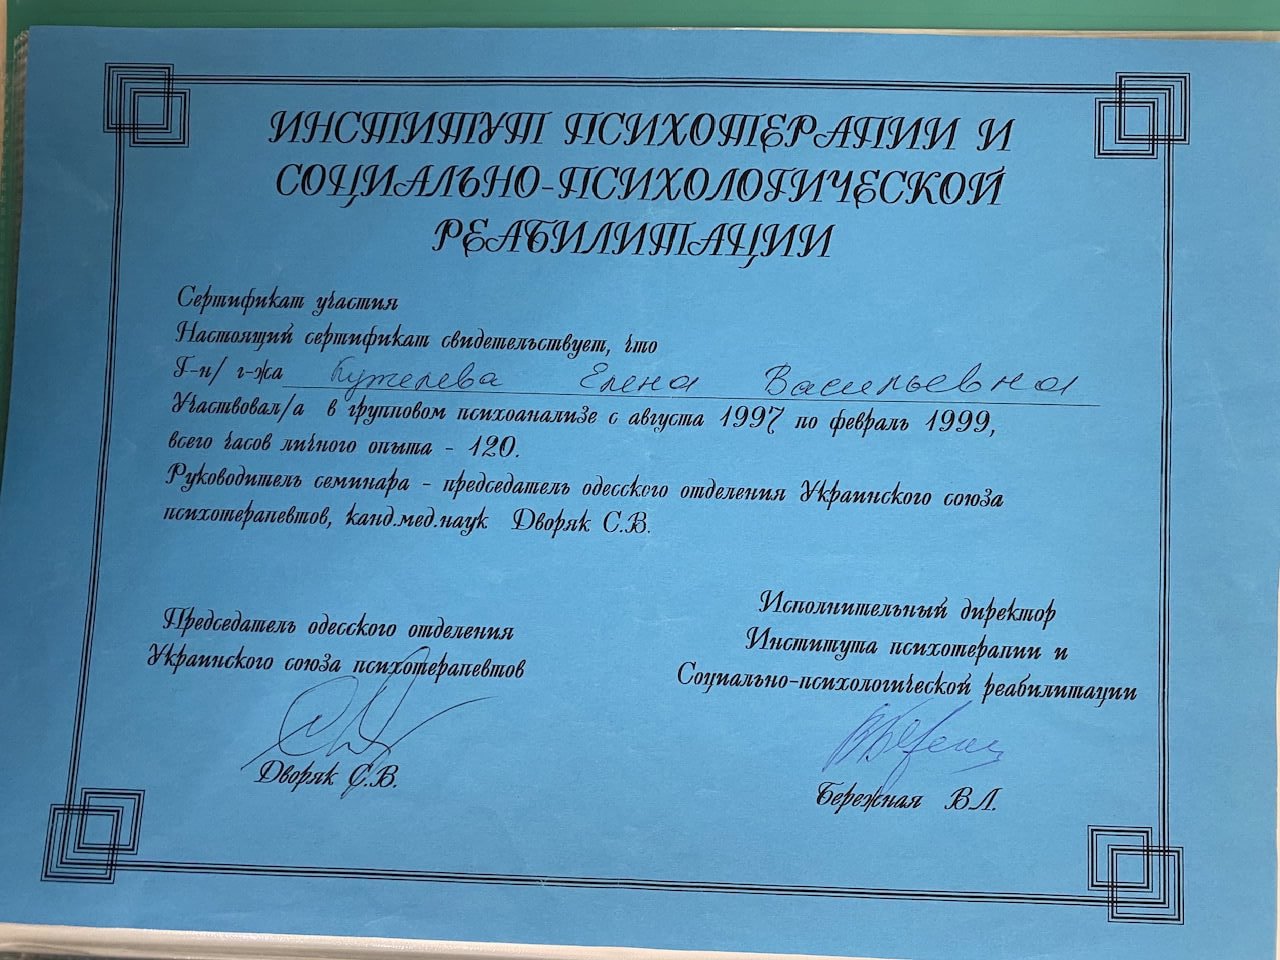 ИНСТИТУТ ПСИХОТЕРАПИИ И
СОЦИАЛЬНО-ПСИХОЛОГИЧЕСКОЙ
РЕАБИЛИТАЦИИ
Сертификат участия
Настоящий сертификат свидетельствует, что
Г-н/ г-жа Кужелева Елена Васильевна
Участвовал/а в групповом психоанализе с августа 1997 по февраль 1999,
всего часов личного опыта - 120.
Руководитель семинара - председатель одесского отделения Украинского союза
психотерапевтов, канд.мед.наук Дворяк С.В.
Председатель одесского отделения
Украинского союза психотерапевтов
Дворяк С.В.
Исполнительный директор
Института психотерапии и
Социально-психологической реабилитации
Бережная В.Л.